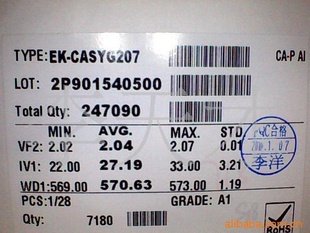 TYPE: EK-CASYG207
CA-P AI
LOT: 2P901540500
Total Qty: 247090
MIN. AVG. MAX. STD
VF2: 2.02 2.04 2.07 0.01
IV1: 22.00 27.19 33.00 3.21
WD1: 569.00 570.63 573.00 1.19
PCS: 1/28 GRADE: A1
Qty: 7180
RoHS
合格
李洋